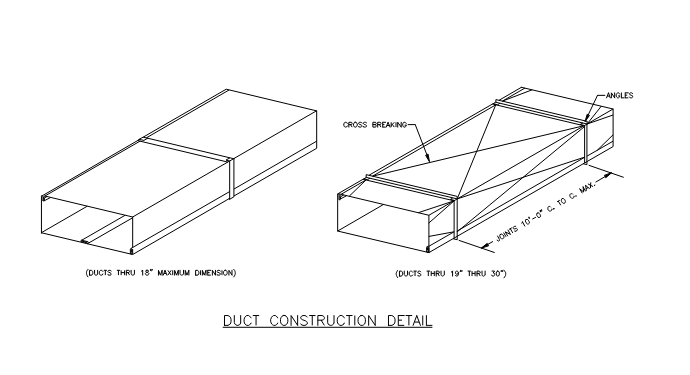 ANGLES
CROSS BREAKING
JOINTS 10'-0" C. TO C. MAX.
(DUCTS THRU 18" MAXIMUM DIMENSION)
(DUCTS THRU 19" THRU 30")
DUCT CONSTRUCTION DETAIL